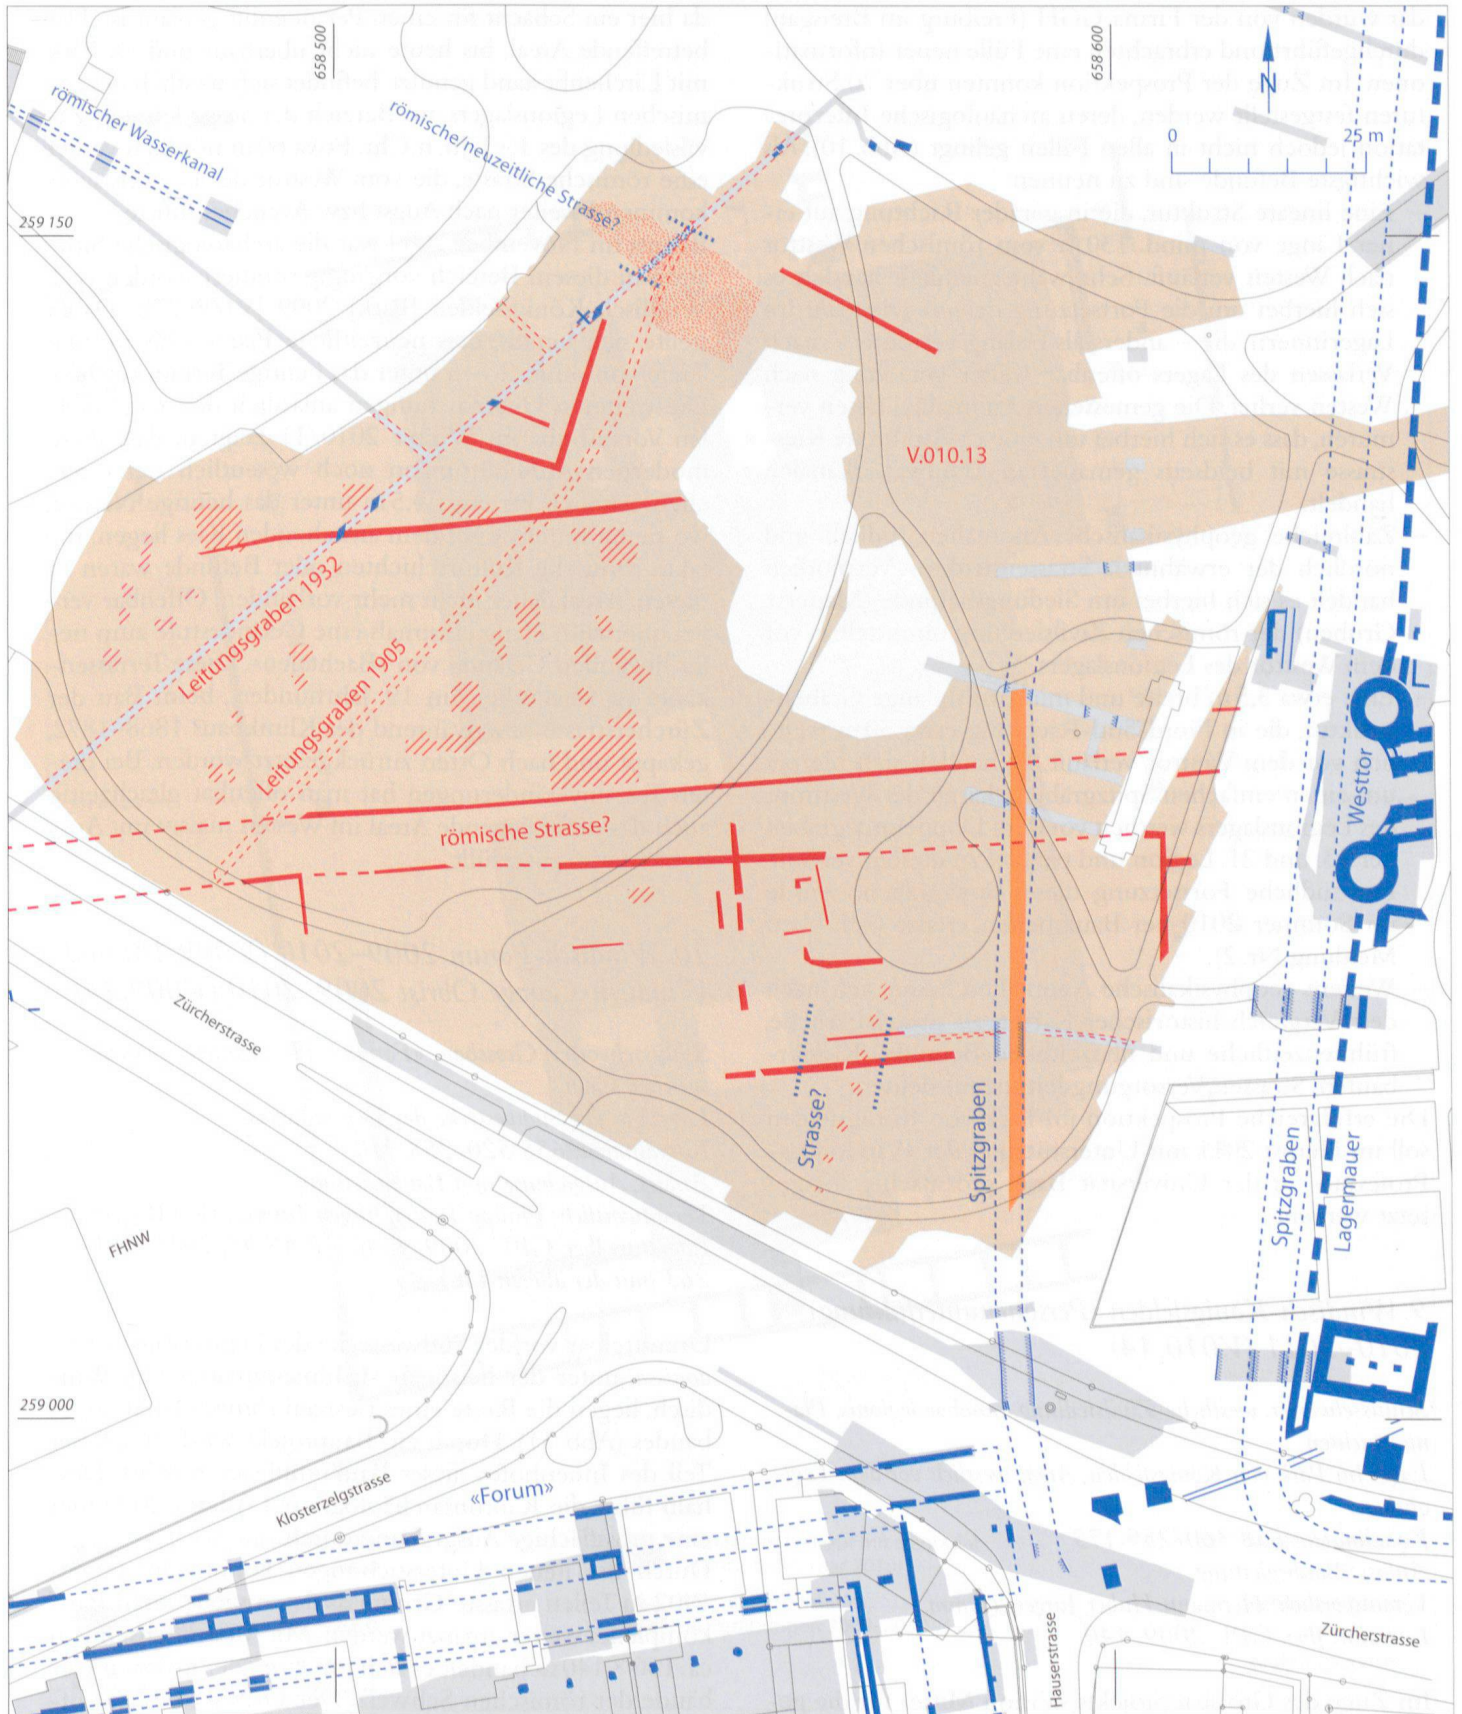 658 500
658 600
N
0 25 m
römischer Wasserkanal
römische/neuzeitliche Strasse?
259 150
V.010.13
Leitungsgraben 1932
Leitungsgraben 1905
Westtor
römische Strasse?
Zürcherstrasse
Strasse?
Spitzgraben
Spitzgraben
Lagermauer
FHNW
259 000
Klosterzelgstrasse
«Forum»
Hauserstrasse
Zürcherstrasse